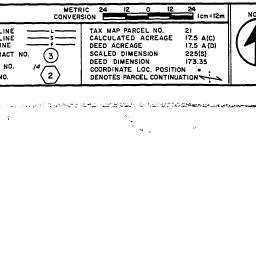 METRIC 24 12 0 12 24
CONVERSION 1cm=12m
LINE L
LINE S
LINE F
RACT NO. 3
NO. 14
NO. 2
TAX MAP PARCEL NO. 21
CALCULATED ACREAGE 17.5 A(C)
DEED ACREAGE 17.5 A(D)
SCALED DIMENSION 225(S)
DEED DIMENSION 173.35
COORDINATE LOC. POSITION
DENOTES PARCEL CONTINUATION
NO